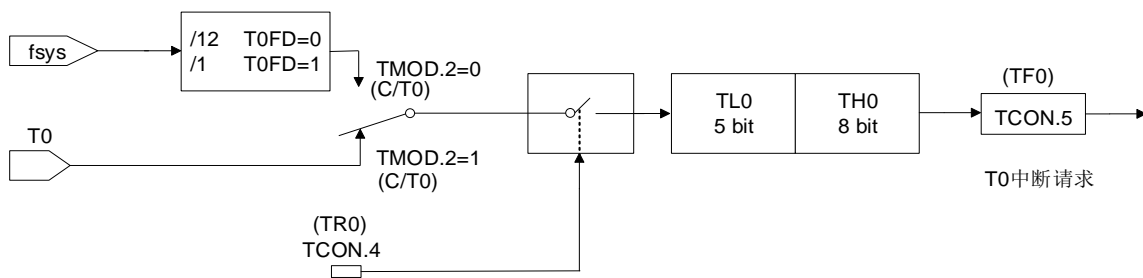 fsys
/12 T0FD=0
/1 T0FD=1
TMOD.2=0
(C/T0)
T0
TMOD.2=1
(C/T0)
(TR0)
TCON.4
TL0
5 bit
TH0
8 bit
(TF0)
TCON.5
T0中断请求